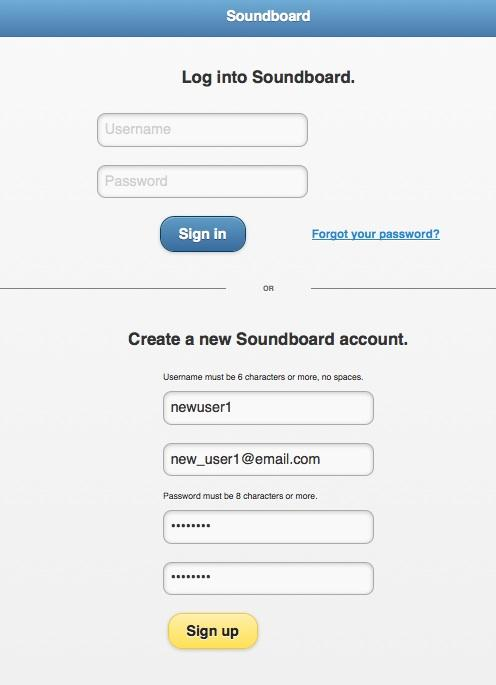 Soundboard
Log into Soundboard.
Username
Password
Sign in
Forgot your password?
OR
Create a new Soundboard account.
Username must be 6 characters or more, no spaces.
newuser1
new_user1@email.com
Password must be 8 characters or more.
••••••••
••••••••
Sign up